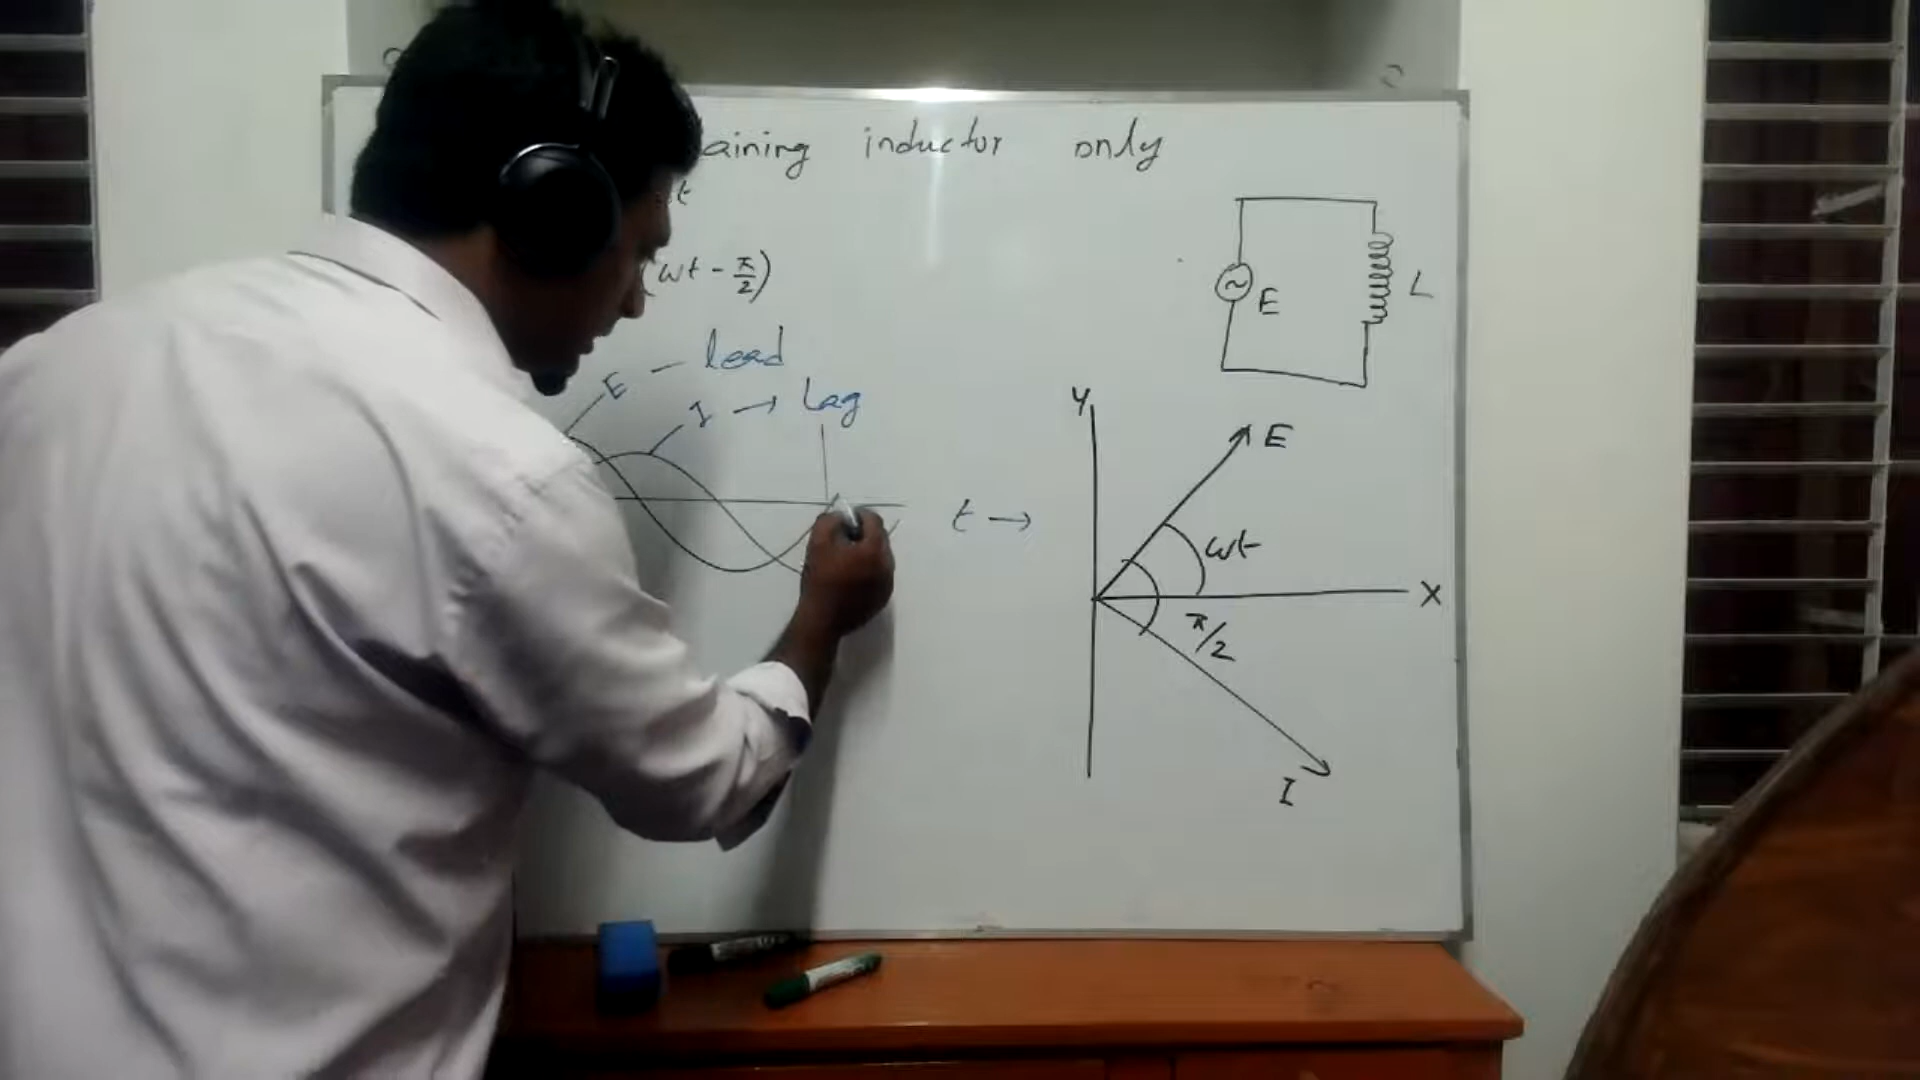 aining inductor only
t
(ωt - π/2)
E — lead
I → Lag
t →
E
L
Y
E
ωt
X
π/2
I